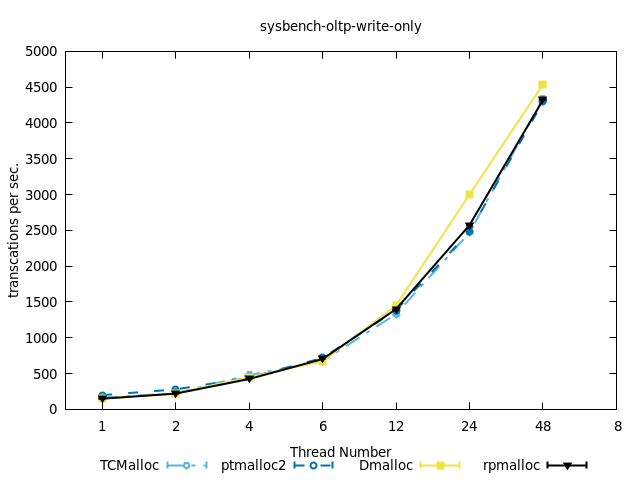 sysbench-oltp-write-only
5000
4500
4000
3500
3000
2500
2000
1500
1000
500
0
transcations per sec.
1 2 4 6 12 24 48 8
Thread Number
TCMalloc ptmalloc2 Dmalloc rpmalloc